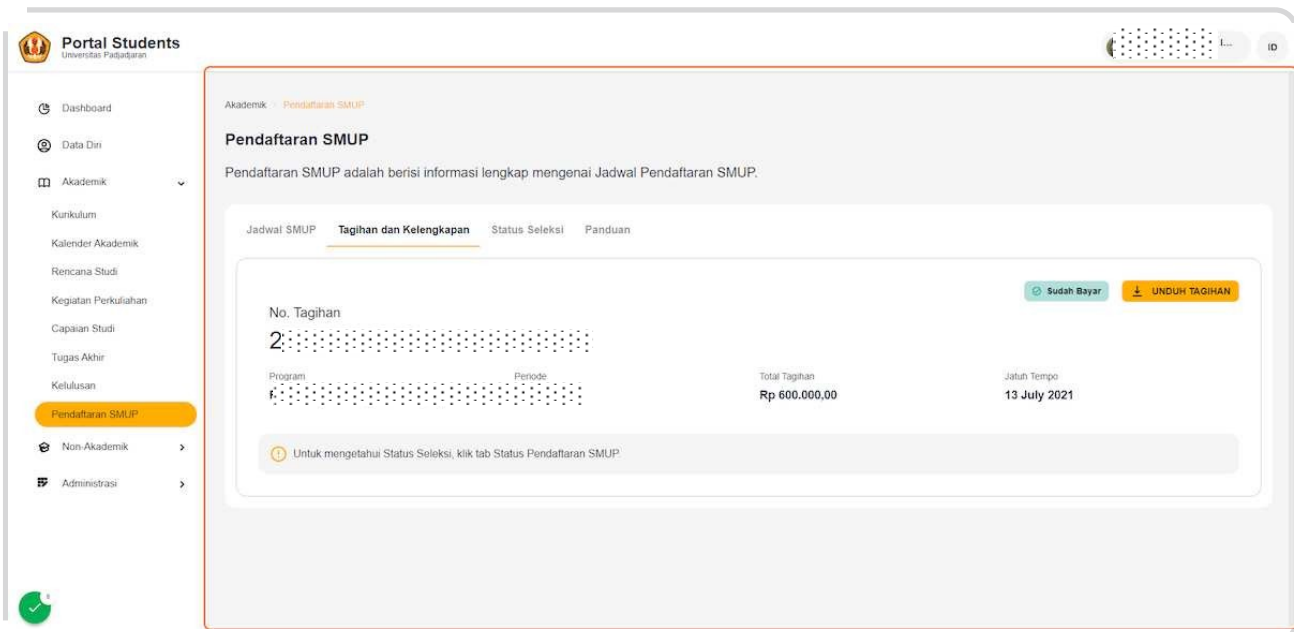 Portal Students
Universitas Padjadjaran
I...
ID
Dashboard
Data Diri
Akademik
Kurikulum
Kalender Akademik
Rencana Studi
Kegiatan Perkuliahan
Capaian Studi
Tugas Akhir
Kelulusan
Pendaftaran SMUP
Non-Akademik
Administrasi
Akademik Pendaftaran SMUP
Pendaftaran SMUP
Pendaftaran SMUP adalah berisi informasi lengkap mengenai Jadwal Pendaftaran SMUP.
Jadwal SMUP Tagihan dan Kelengkapan Status Seleksi Panduan
Sudah Bayar UNDUH TAGIHAN
No. Tagihan
2
Program Periode Total Tagihan Jatuh Tempo
Rp 600.000,00 13 July 2021
Untuk mengetahui Status Seleksi, klik tab Status Pendaftaran SMUP